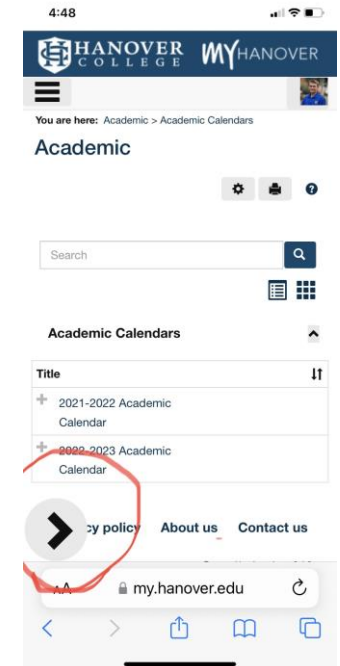 4:48
HANOVER COLLEGE MYHANOVER
You are here: Academic > Academic Calendars
Academic
Search
Academic Calendars
Title
2021-2022 Academic
Calendar
2022-2023 Academic
Calendar
cy policy About us Contact us
AA my.hanover.edu